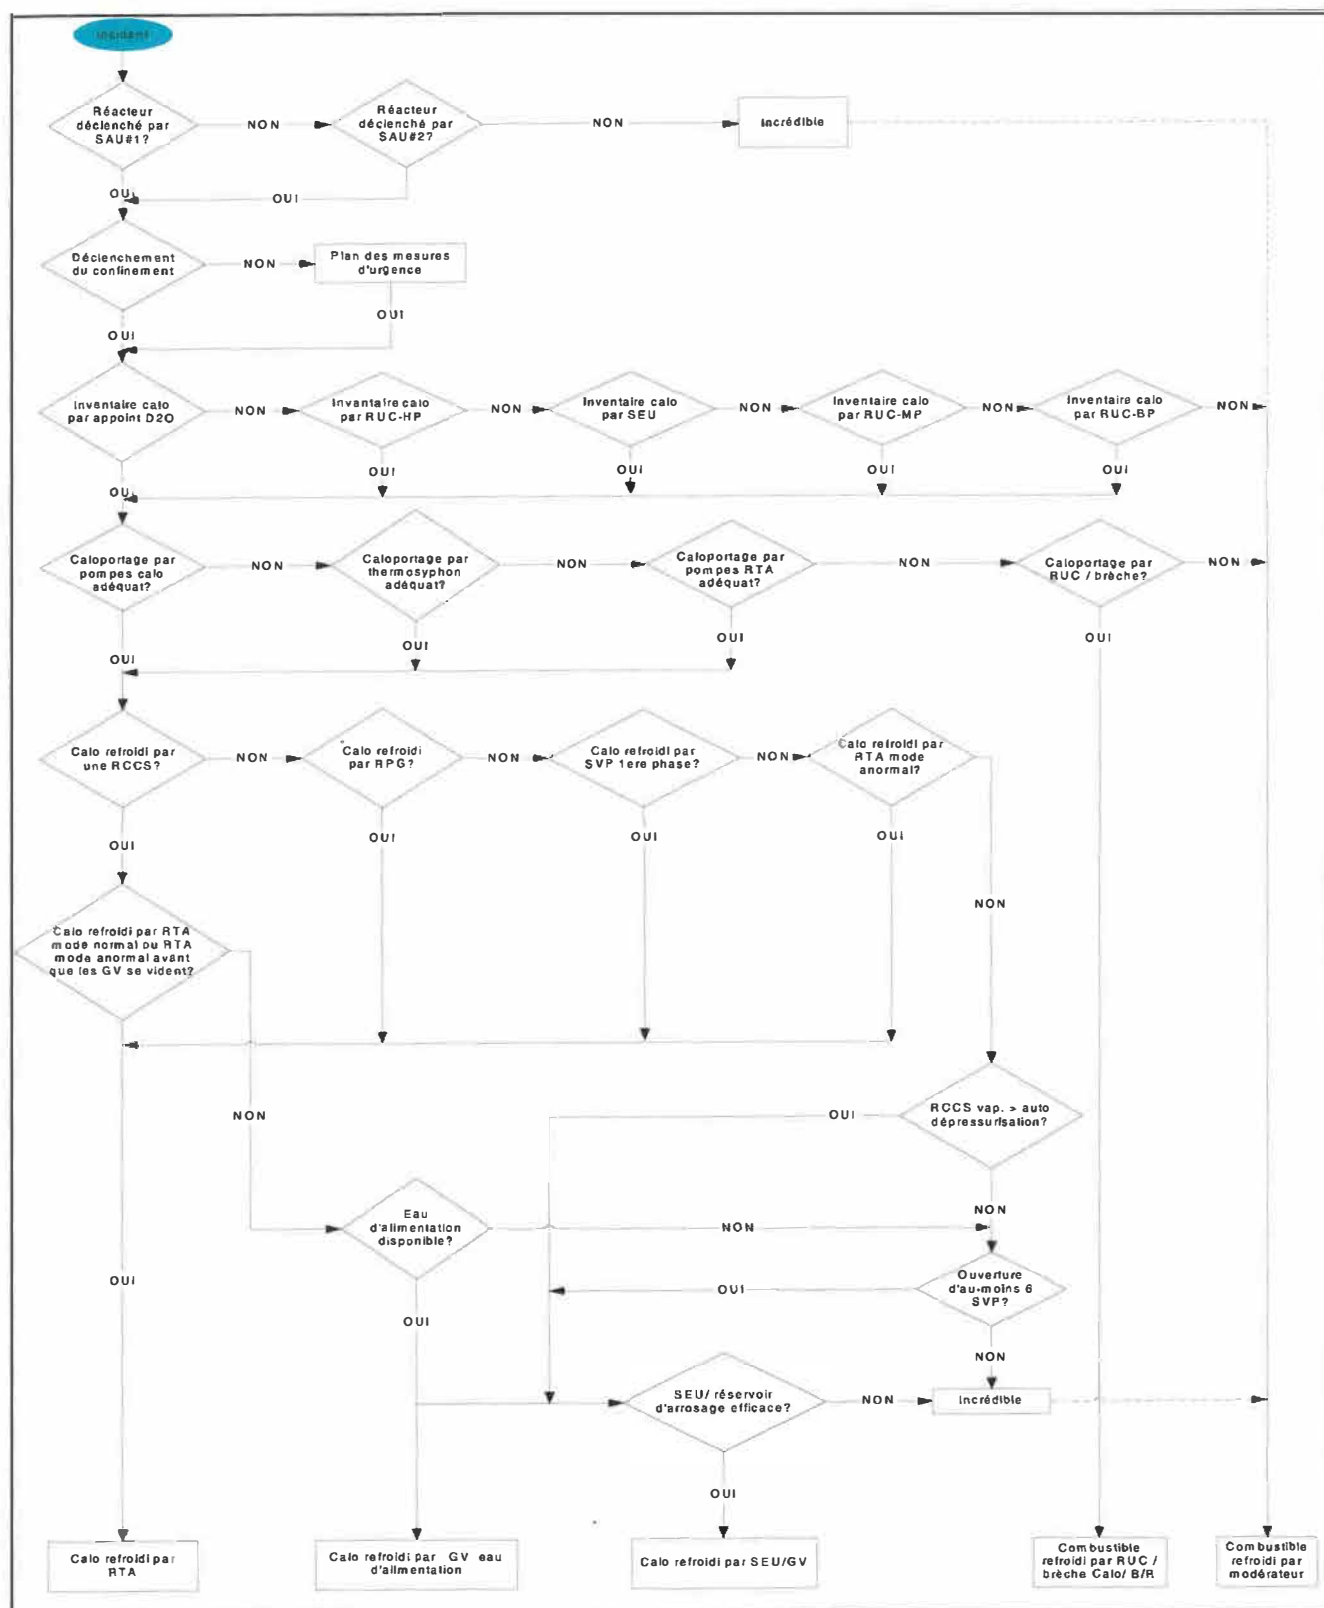 Incident
Réacteur
déclenché par
SAU#1?
NON
Réacteur
déclenché par
SAU#2?
NON
Incrédible
OUI
OUI
Déclenchement
du confinement
NON
Plan des mesures
d'urgence
OUI
OUI
Inventaire calo
par appoint D2O
NON
Inventaire calo
par RUC-HP
NON
Inventaire calo
par SEU
NON
Inventaire calo
par RUC-MP
NON
Inventaire calo
par RUC-BP
NON
OUI
OUI
OUI
OUI
OUI
Caloportage par
pompes calo
adéquat?
NON
Caloportage par
thermosyphon
adéquat?
NON
Caloportage par
pompes RTA
adéquat?
NON
Caloportage par
RUC / brèche?
NON
OUI
OUI
OUI
OUI
Calo refroidi par
une RCCS?
NON
Calo refroidi
par RPG?
NON
Calo refroidi par
SVP 1ere phase?
NON
Calo refroidi par
RTA mode
anormal?
OUI
OUI
OUI
OUI
NON
Calo refroidi par RTA
mode normal ou RTA
mode anormal avant
que les GV se vident?
NON
OUI
RCCS vap. > auto
dépressurisation?
OUI
NON
Eau
d'alimentation
disponible?
NON
OUI
Ouverture
d'au-moins 6
SVP?
OUI
NON
OUI
SEU/ réservoir
d'arrosage efficace?
NON
Incrédible
OUI
Calo refroidi par
RTA
Calo refroidi par GV eau
d'alimentation
Calo refroidi par SEU/GV
Combustible
refroidi par RUC /
brèche Calo/ B/R
Combustible
refroidi par
modérateur